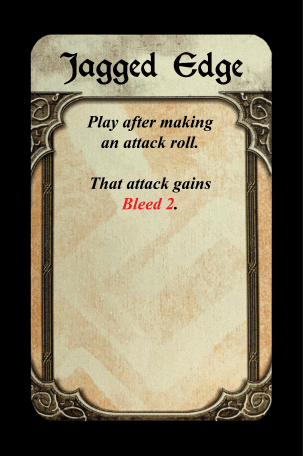 Jagged Edge
Play after making
an attack roll.
That attack gains
Bleed 2.